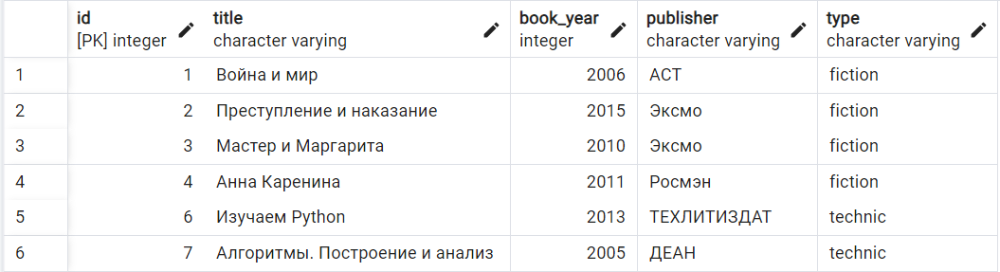 id title book_year publisher type
[PK] integer character varying integer character varying character varying
1 1 Война и мир 2006 АСТ fiction
2 2 Преступление и наказание 2015 Эксмо fiction
3 3 Мастер и Маргарита 2010 Эксмо fiction
4 4 Анна Каренина 2011 Росмэн fiction
5 6 Изучаем Python 2013 ТЕХЛИТИЗДАТ technic
6 7 Алгоритмы. Построение и анализ 2005 ДЕАН technic